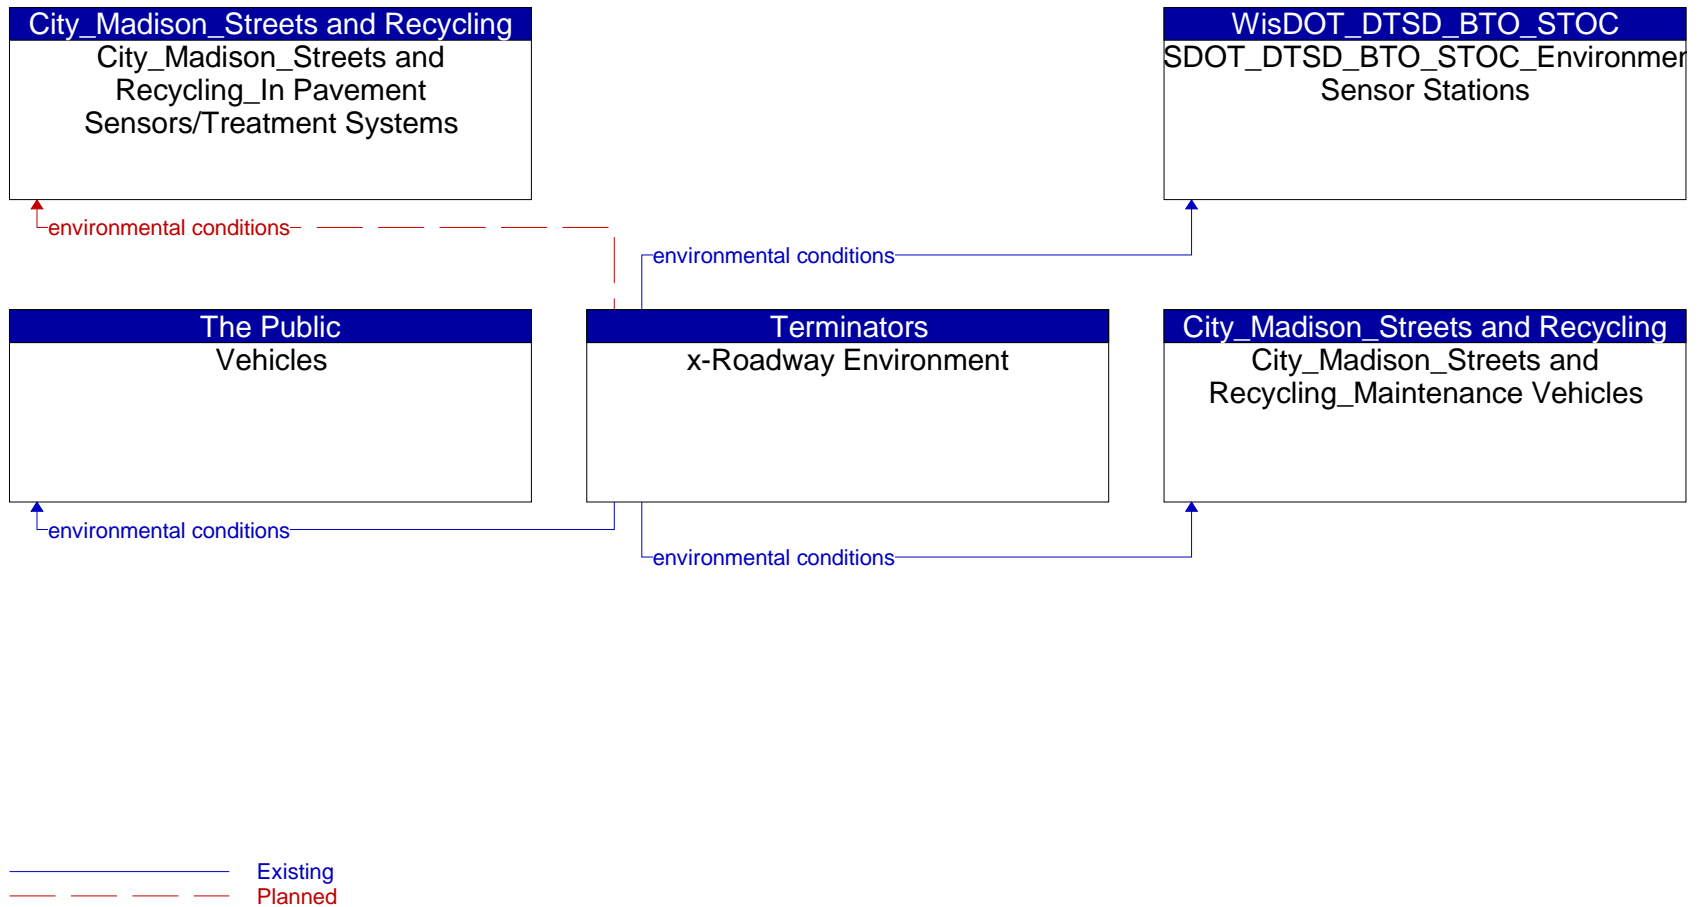 City_Madison_Streets and Recycling
City_Madison_Streets and
Recycling_In Pavement
Sensors/Treatment Systems
WisDOT_DTSD_BTO_STOC
SDOT_DTSD_BTO_STOC_Environmen
Sensor Stations
environmental conditions
environmental conditions
The Public
Vehicles
Terminators
x-Roadway Environment
City_Madison_Streets and Recycling
City_Madison_Streets and
Recycling_Maintenance Vehicles
environmental conditions
environmental conditions
Existing
Planned